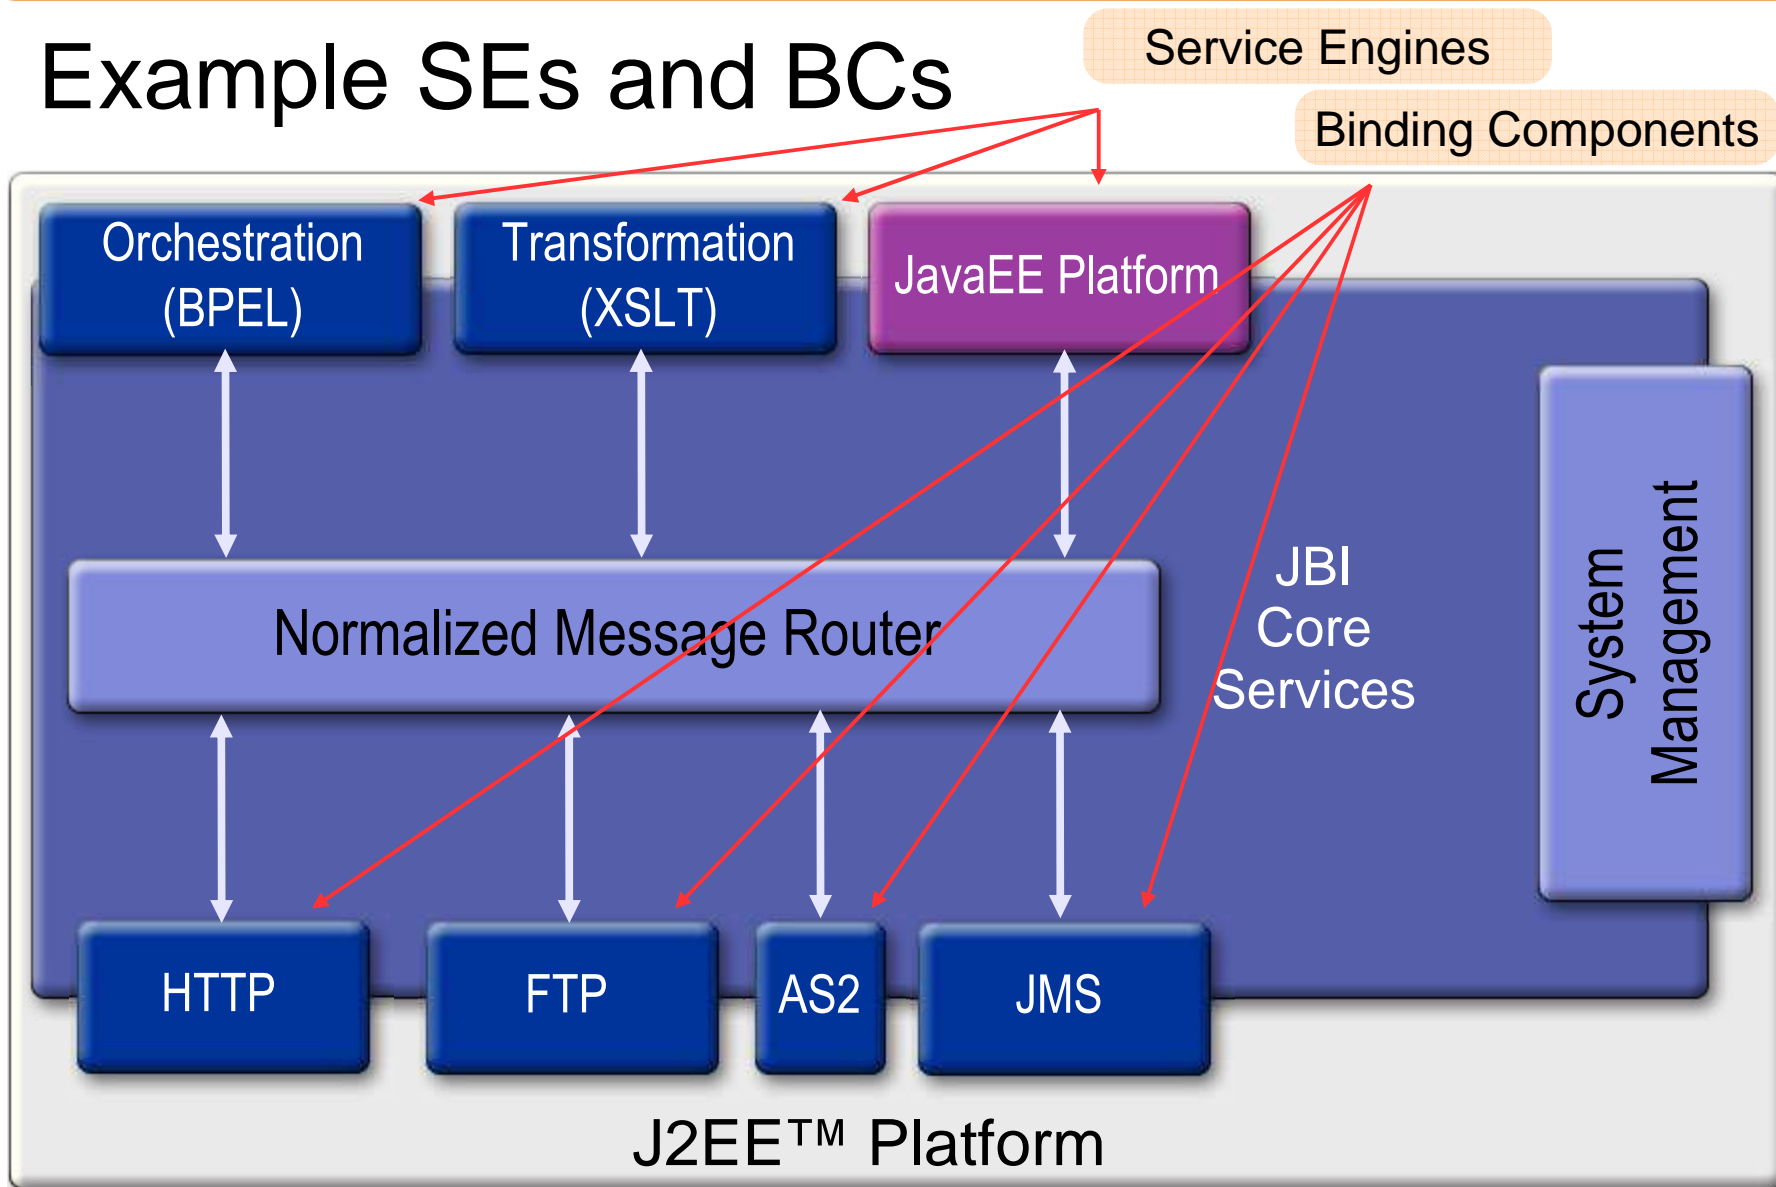 Example SEs and BCs
Service Engines
Binding Components
Orchestration
(BPEL)
Transformation
(XSLT)
JavaEE Platform
Normalized Message Router
JBI
Core
Services
System
Management
HTTP
FTP
AS2
JMS
J2EE™ Platform